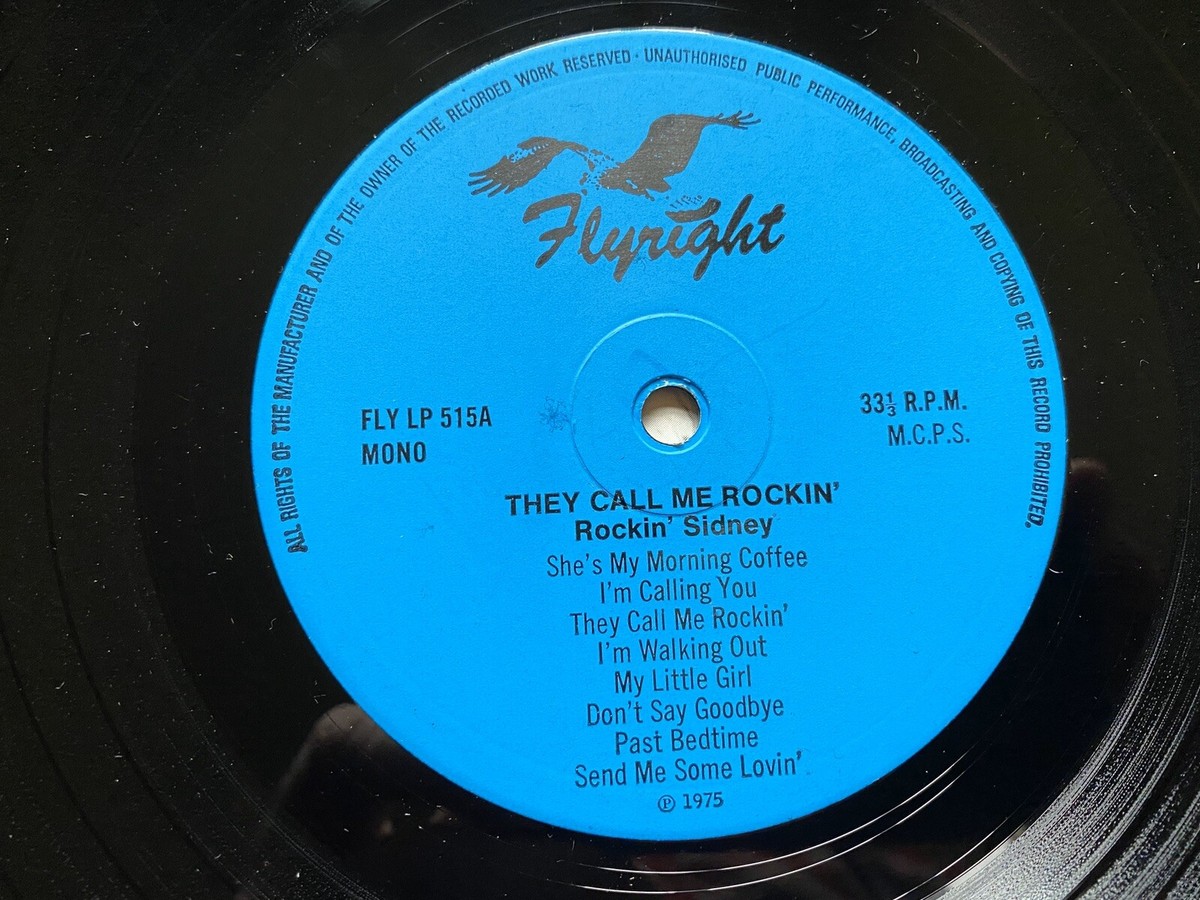 ALL RIGHTS OF THE MANUFACTURER AND OF THE OWNER OF THE RECORDED WORK RESERVED · UNAUTHORISED PUBLIC PERFORMANCE, BROADCASTING AND COPYING OF THIS RECORD PROHIBITED.
Flyright
FLY LP 515A
MONO
33⅓ R.P.M.
M.C.P.S.
THEY CALL ME ROCKIN'
Rockin' Sidney
She's My Morning Coffee
I'm Calling You
They Call Me Rockin'
I'm Walking Out
My Little Girl
Don't Say Goodbye
Past Bedtime
Send Me Some Lovin'
℗ 1975